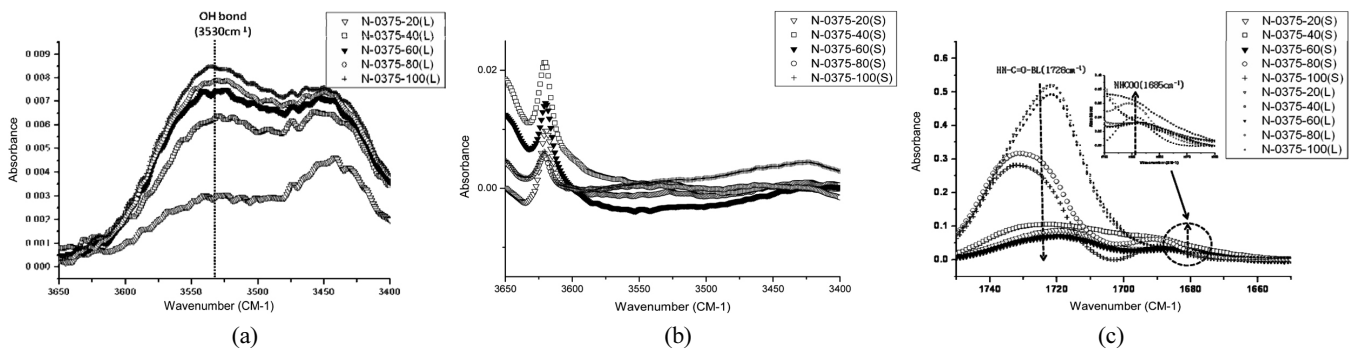 OH bond
(3530cm⁻¹)
N-0375-20(L)
N-0375-40(L)
N-0375-60(L)
N-0375-80(L)
N-0375-100(L)
0.009
0.008
0.007
0.006
0.005
0.004
0.003
0.002
0.001
0.000
Absorbance
3650
3600
3550
3500
3450
3400
Wavenumber (CM-1)
(a)
N-0375-20(S)
N-0375-40(S)
N-0375-60(S)
N-0375-80(S)
N-0375-100(S)
0.02
0.00
Absorbance
3650
3600
3550
3500
3450
3400
Wavenumber (CM-1)
(b)
N-0375-20(S)
N-0375-40(S)
N-0375-60(S)
N-0375-80(S)
N-0375-100(S)
N-0375-20(L)
N-0375-40(L)
N-0375-60(L)
N-0375-80(L)
N-0375-100(L)
HN-C=O-BL(1726cm⁻¹)
NHCOO(1685cm⁻¹)
0.6
0.5
0.4
0.3
0.2
0.1
0.0
Absorbance
1740
1720
1700
1680
1660
Wavenumber (CM-1)
(c)